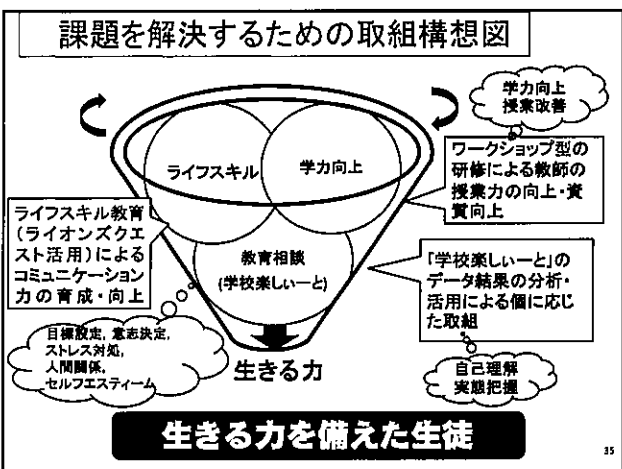 課題を解決するための取組構想図
学力向上
授業改善
ライフスキル
学力向上
ワークショップ型の
研修による教師の
授業力の向上・資
質向上
ライフスキル教育
(ライオンズクエ
スト活用)による
コミュニケーション
力の育成・向上
教育相談
(学校楽しぃーと)
「学校楽しぃーと」の
データ結果の分析・
活用による個に応じ
た取組
目標設定，意志決定，
ストレス対処，
人間関係，
セルフエスティーム
生きる力
自己理解
実態把握
生きる力を備えた生徒
35